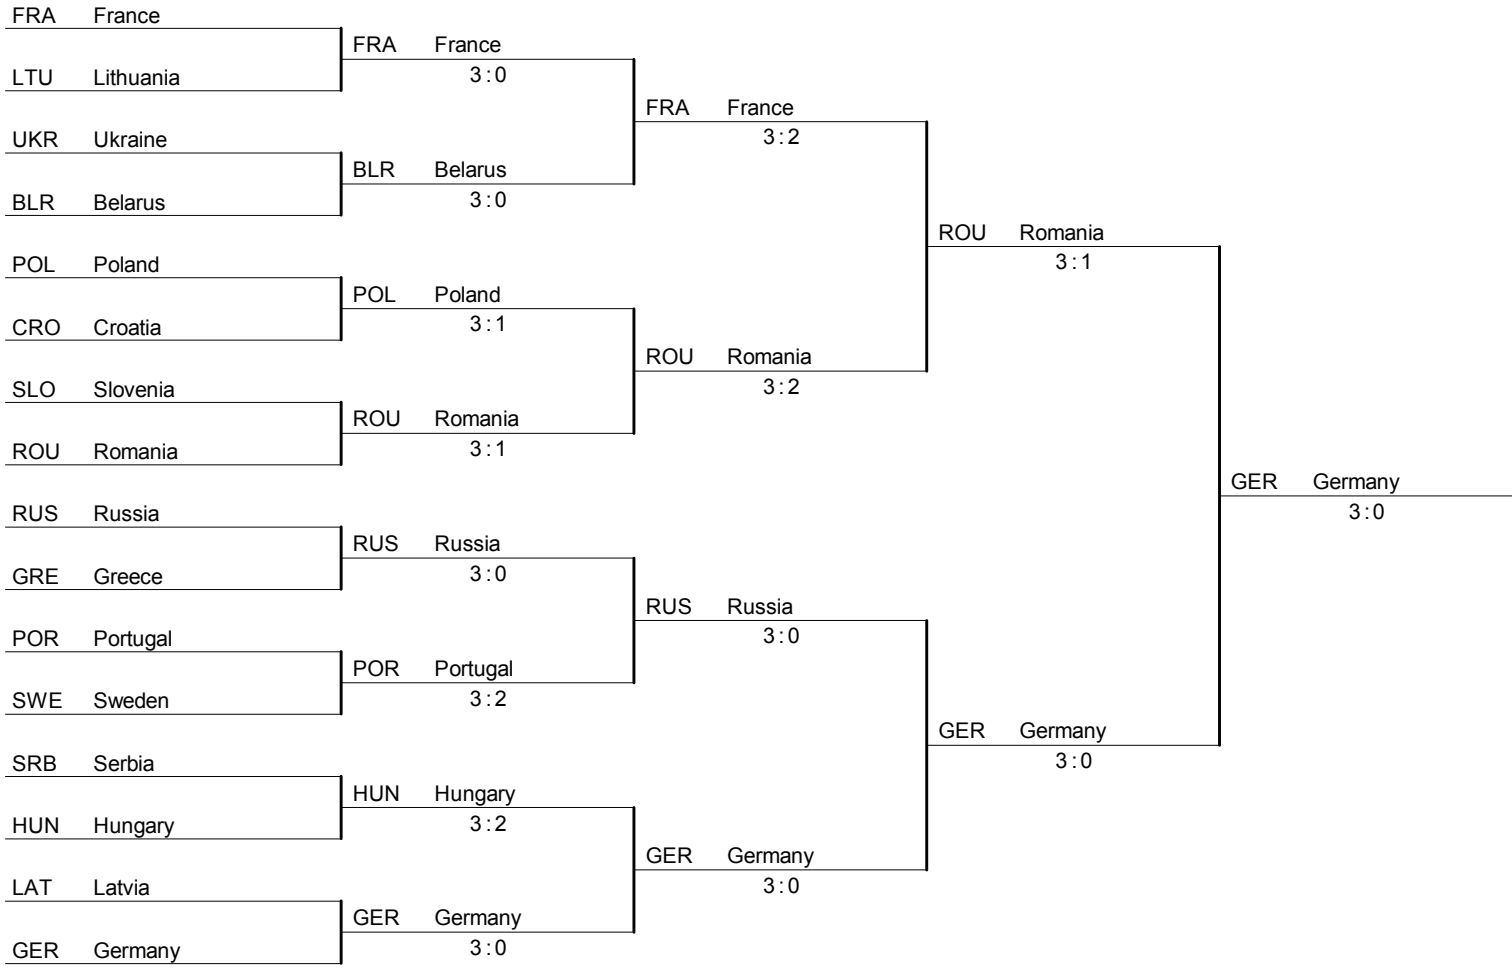 FRA France
FRA France
3:0
LTU Lithuania
FRA France
3:2
UKR Ukraine
BLR Belarus
3:0
BLR Belarus
ROU Romania
3:1
POL Poland
POL Poland
3:1
CRO Croatia
ROU Romania
3:2
SLO Slovenia
ROU Romania
3:1
ROU Romania
GER Germany
3:0
RUS Russia
RUS Russia
3:0
GRE Greece
RUS Russia
3:0
POR Portugal
POR Portugal
3:2
SWE Sweden
GER Germany
3:0
SRB Serbia
HUN Hungary
3:2
HUN Hungary
GER Germany
3:0
LAT Latvia
GER Germany
3:0
GER Germany